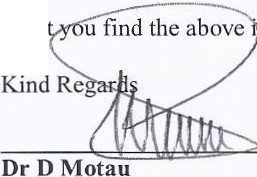 t you find the above i
Kind Regards
Dr D Motau